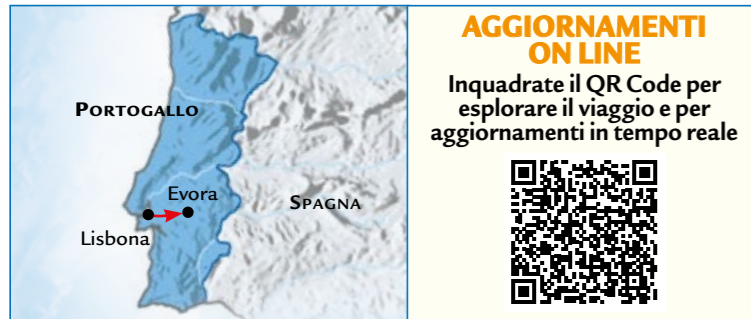 PORTOGALLO
Evora
SPAGNA
Lisbona
AGGIORNAMENTI
ON LINE
Inquadrate il QR Code per
esplorare il viaggio e per
aggiornamenti in tempo reale